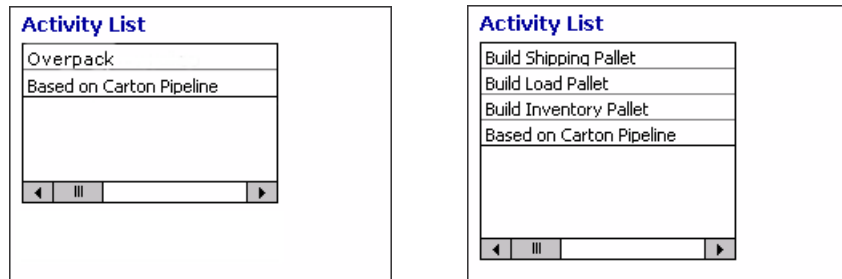 Activity List
Overpack
Based on Carton Pipeline
Activity List
Build Shipping Pallet
Build Load Pallet
Build Inventory Pallet
Based on Carton Pipeline